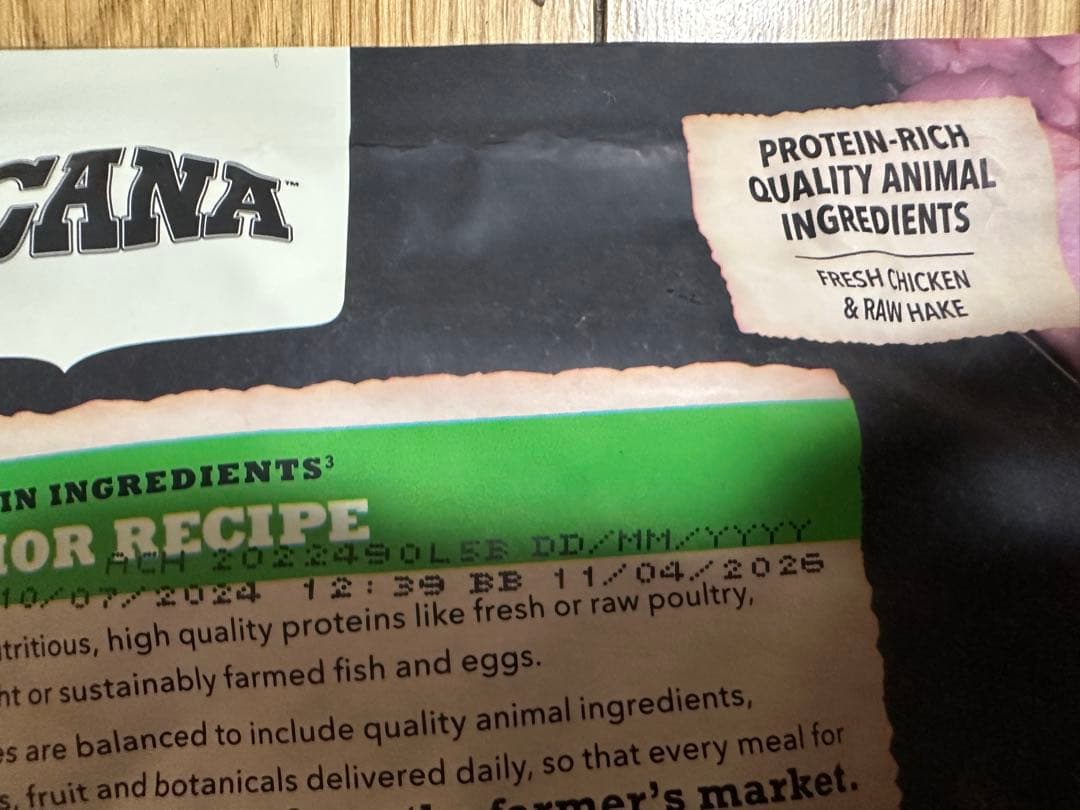 CANA™
PROTEIN-RICH
QUALITY ANIMAL
INGREDIENTS
FRESH CHICKEN
& RAW HAKE
IN INGREDIENTS³
IOR RECIPE
ACH 2022490LEB DD/MM/YYYY
10/07/2024 12:39 BB 11/04/2026
tritious, high quality proteins like fresh or raw poultry,
ht or sustainably farmed fish and eggs.
es are balanced to include quality animal ingredients,
s, fruit and botanicals delivered daily, so that every meal for
farmer's market.